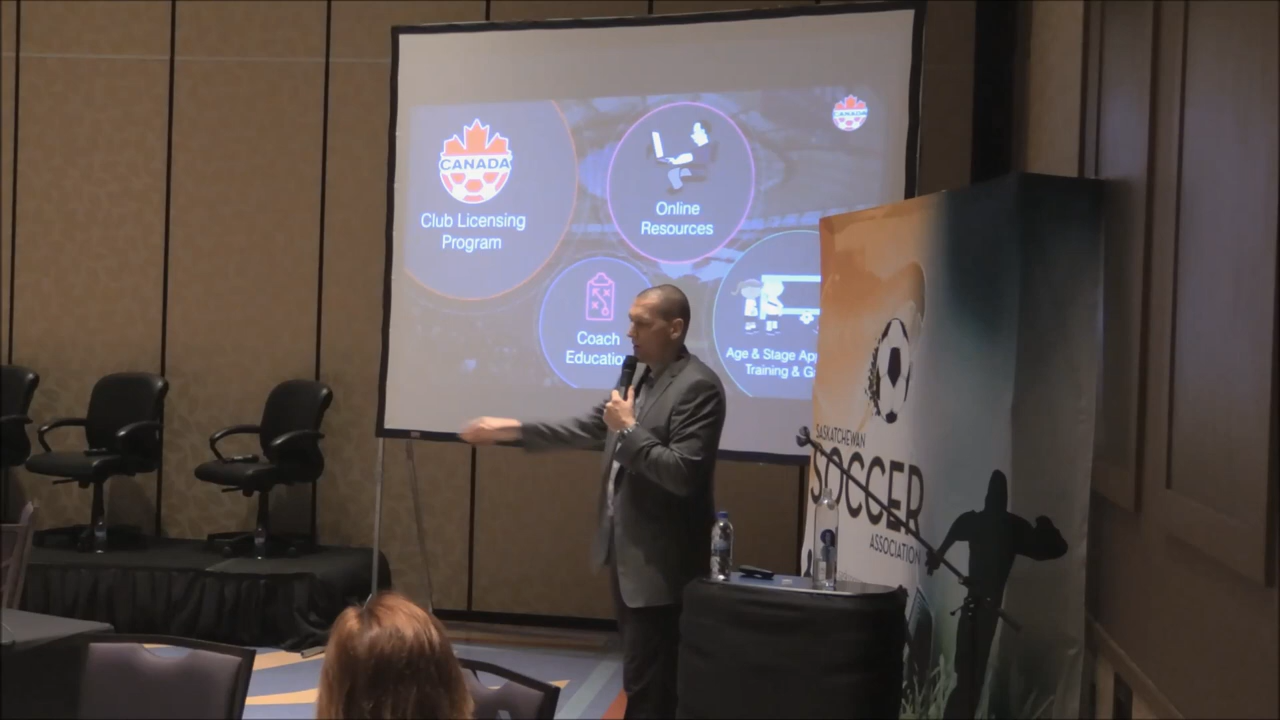 CANADA
Club Licensing
Program
Online
Resources
CANADA
Coach
Educatio
Age & Stage App
Training & G
SASKATCHEWAN
SOCCER
ASSOCIATION